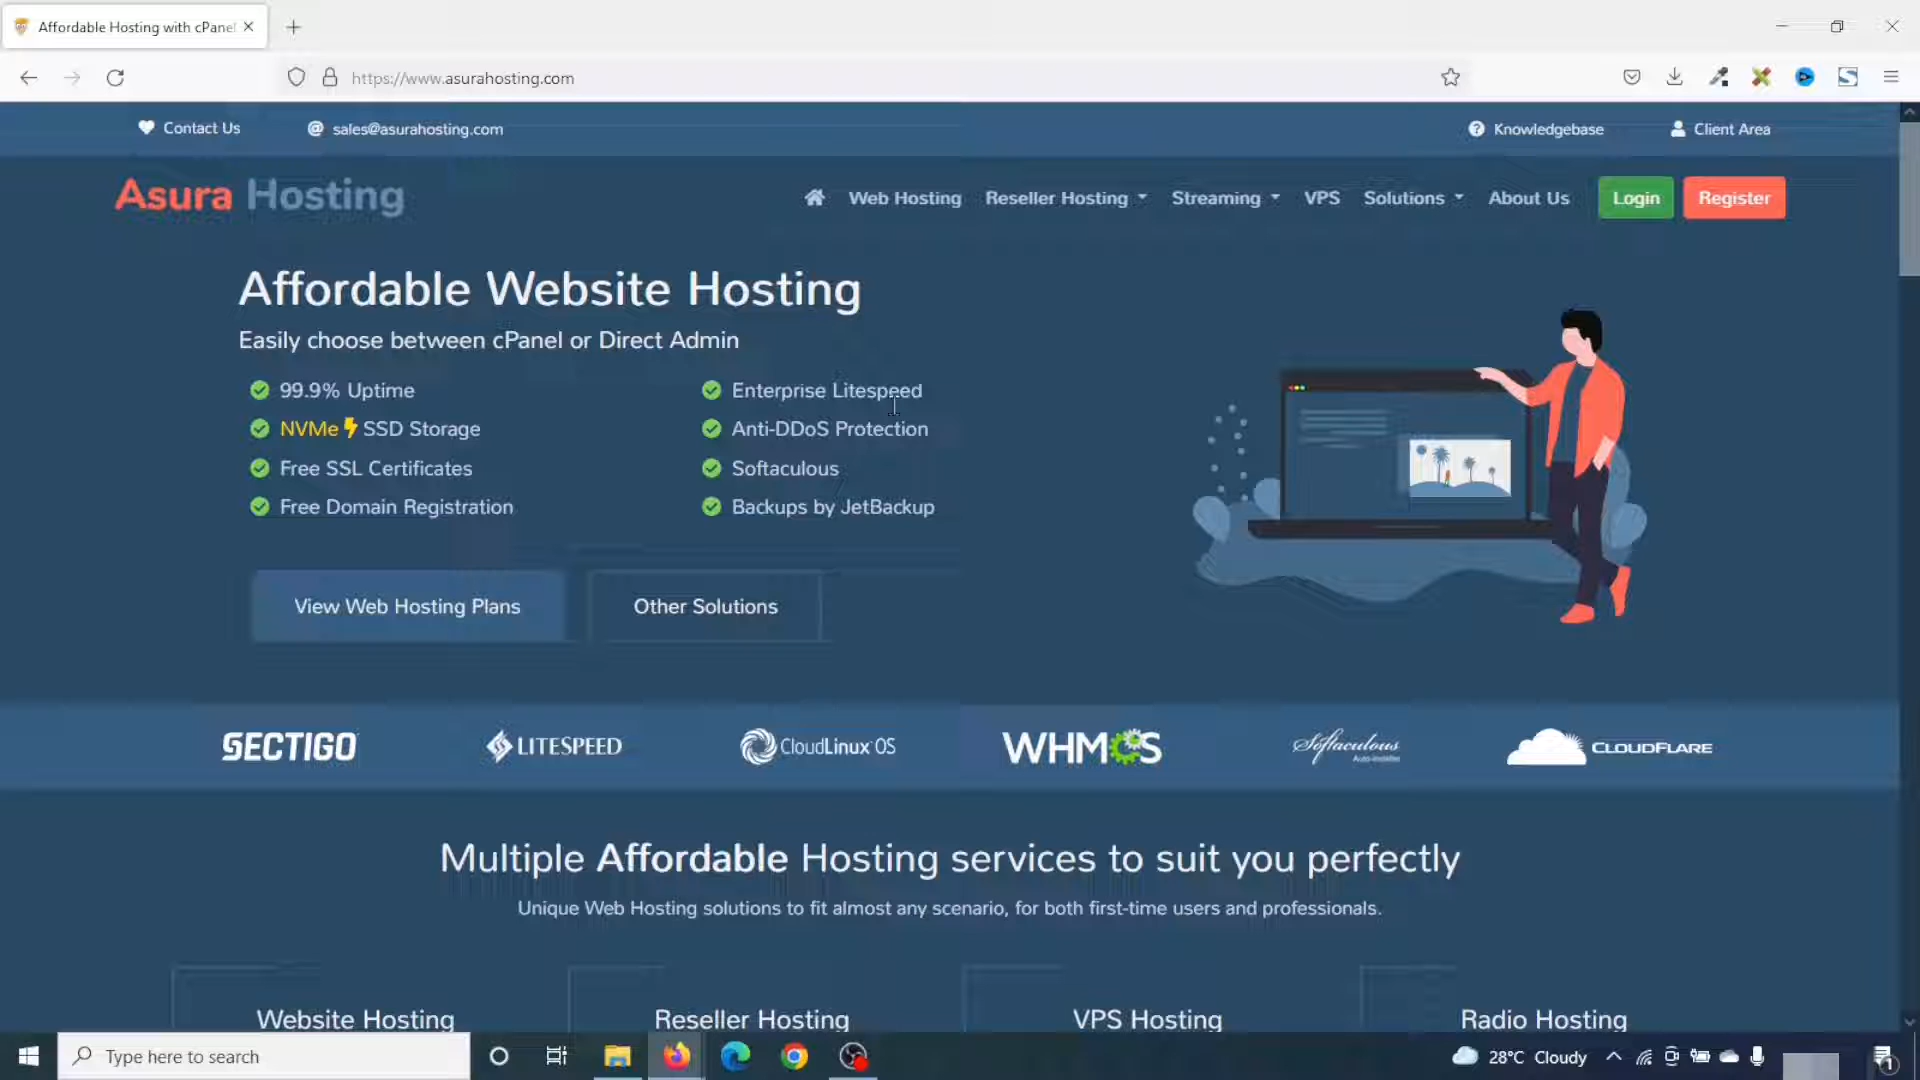 Affordable Hosting with cPanel
https://www.asurahosting.com
Contact Us
sales@asurahosting.com
Knowledgebase
Client Area
Asura Hosting
Web Hosting
Reseller Hosting
Streaming
VPS
Solutions
About Us
Login
Register
Affordable Website Hosting
Easily choose between cPanel or Direct Admin
99.9% Uptime
Enterprise Litespeed
NVMe SSD Storage
Anti-DDoS Protection
Free SSL Certificates
Softaculous
Free Domain Registration
Backups by JetBackup
View Web Hosting Plans
Other Solutions
SECTIGO
LITESPEED
CloudLinux OS
WHMCS
Softaculous
Auto-Installer
CLOUDFLARE
Multiple Affordable Hosting services to suit you perfectly
Unique Web Hosting solutions to fit almost any scenario, for both first-time users and professionals.
Website Hosting
Reseller Hosting
VPS Hosting
Radio Hosting
Type here to search
28°C Cloudy
1